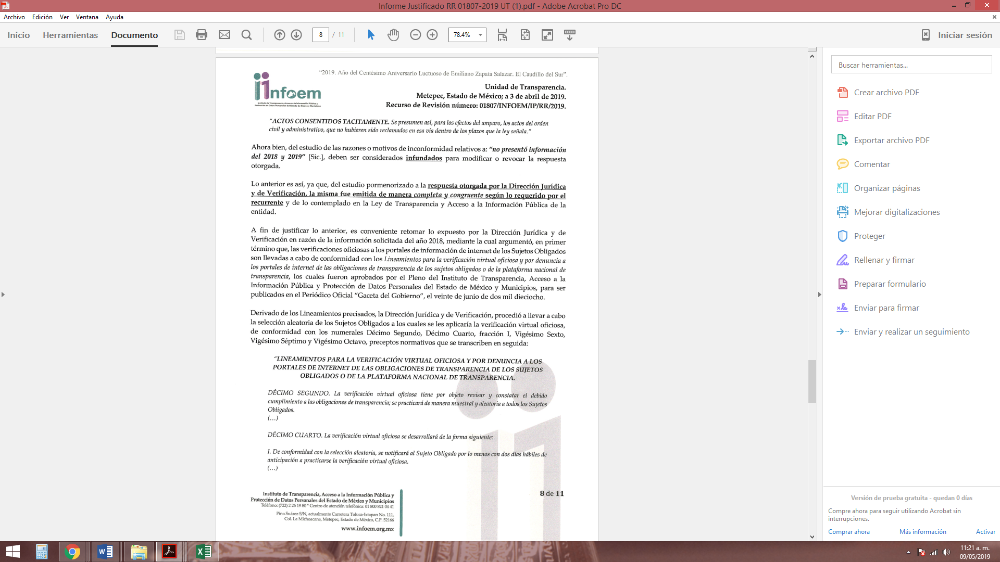 Informe Justificado RR 01807-2019 UT (1).pdf - Adobe Acrobat Pro DC
Archivo Edición Ver Ventana Ayuda
Inicio Herramientas Documento 8 / 11 78.4% Iniciar sesión
"2019. Año del Centésimo Aniversario Luctuoso de Emiliano Zapata Salazar. El Caudillo del Sur".
infoem
Instituto de Transparencia, Acceso a la Información Pública y
Protección de Datos Personales del Estado de México y Municipios
Unidad de Transparencia.
Metepec, Estado de México; a 3 de abril de 2019.
Recurso de Revisión número: 01807/INFOEM/IP/RR/2019.
"ACTOS CONSENTIDOS TACITAMENTE. Se presumen así, para los efectos del amparo, los actos del orden
civil y administrativo, que no hubieren sido reclamados en esa vía dentro de los plazos que la ley señala."
Ahora bien, del estudio de las razones o motivos de inconformidad relativos a: "no presentó información
del 2018 y 2019" [Sic.], deben ser considerados infundados para modificar o revocar la respuesta
otorgada.
Lo anterior es así, ya que, del estudio pormenorizado a la respuesta otorgada por la Dirección Jurídica
y de Verificación, la misma fue emitida de manera completa y congruente según lo requerido por el
recurrente y de lo contemplado en la Ley de Transparencia y Acceso a la Información Pública de la
entidad.
A fin de justificar lo anterior, es conveniente retomar lo expuesto por la Dirección Jurídica y de
Verificación en razón de la información solicitada del año 2018, mediante la cual argumentó, en primer
término que, las verificaciones oficiosas a los portales de información de internet de los Sujetos Obligados
son llevadas a cabo de conformidad con los Lineamientos para la verificación virtual oficiosa y por denuncia a
los portales de internet de las obligaciones de transparencia de los sujetos obligados o de la plataforma nacional de
transparencia, los cuales fueron aprobados por el Pleno del Instituto de Transparencia, Acceso a la
Información Pública y Protección de Datos Personales del Estado de México y Municipios, para ser
publicados en el Periódico Oficial "Gaceta del Gobierno", el veinte de junio de dos mil dieciocho.
Derivado de los Lineamientos precisados, la Dirección Jurídica y de Verificación, procedió a llevar a cabo
la selección aleatoria de los Sujetos Obligados a los cuales se les aplicaría la verificación virtual oficiosa,
de conformidad con los numerales Décimo Segundo, Décimo Cuarto, fracción I, Vigésimo Sexto,
Vigésimo Séptimo y Vigésimo Octavo, preceptos normativos que se transcriben en seguida:
"LINEAMIENTOS PARA LA VERIFICACIÓN VIRTUAL OFICIOSA Y POR DENUNCIA A LOS
PORTALES DE INTERNET DE LAS OBLIGACIONES DE TRANSPARENCIA DE LOS SUJETOS
OBLIGADOS O DE LA PLATAFORMA NACIONAL DE TRANSPARENCIA.
DÉCIMO SEGUNDO. La verificación virtual oficiosa tiene por objeto revisar y constatar el debido
cumplimiento a las obligaciones de transparencia; se practicará de manera muestral y aleatoria a todos los Sujetos
Obligados.
(...)
DÉCIMO CUARTO. La verificación virtual oficiosa se desarrollará de la forma siguiente:
I. De conformidad con la selección aleatoria, se notificará al Sujeto Obligado por lo menos con dos días hábiles de
anticipación a practicarse la verificación virtual oficiosa.
(...)
Instituto de Transparencia, Acceso a la Información Pública y
Protección de Datos Personales del Estado de México y Municipios
Teléfono: (722) 2 26 19 80 * Centro de atención telefónica: 01 800 821 04 41
Pino Suárez S/N, actualmente Carretera Toluca-Ixtapan No. 111,
Col. La Michoacana, Metepec, Estado de México, C.P. 52166
www.infoem.org.mx
8 de 11
Buscar herramientas...
Crear archivo PDF
Editar PDF
Exportar archivo PDF
Comentar
Organizar páginas
Mejorar digitalizaciones
Proteger
Rellenar y firmar
Preparar formulario
Enviar para firmar
Enviar y realizar un seguimiento
Versión de prueba gratuita - quedan 0 días
Compre ahora para seguir utilizando Acrobat sin
interrupciones.
Comprar ahora Más información Activar
11:21 a. m.
09/05/2019